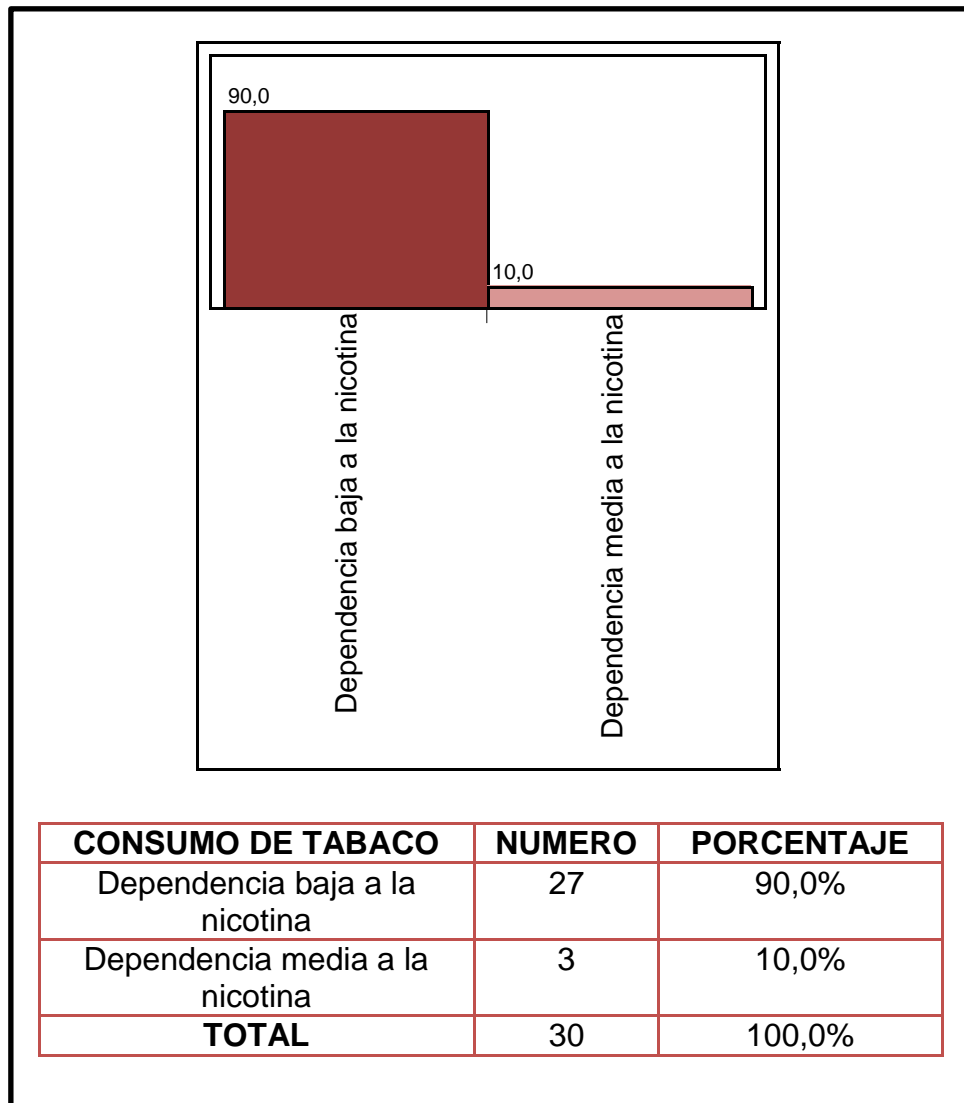 90,0
10,0
Dependencia baja a la nicotina
Dependencia media a la nicotina
CONSUMO DE TABACO NUMERO PORCENTAJE
Dependencia baja a la 27 90,0%
nicotina
Dependencia media a la 3 10,0%
nicotina
TOTAL 30 100,0%